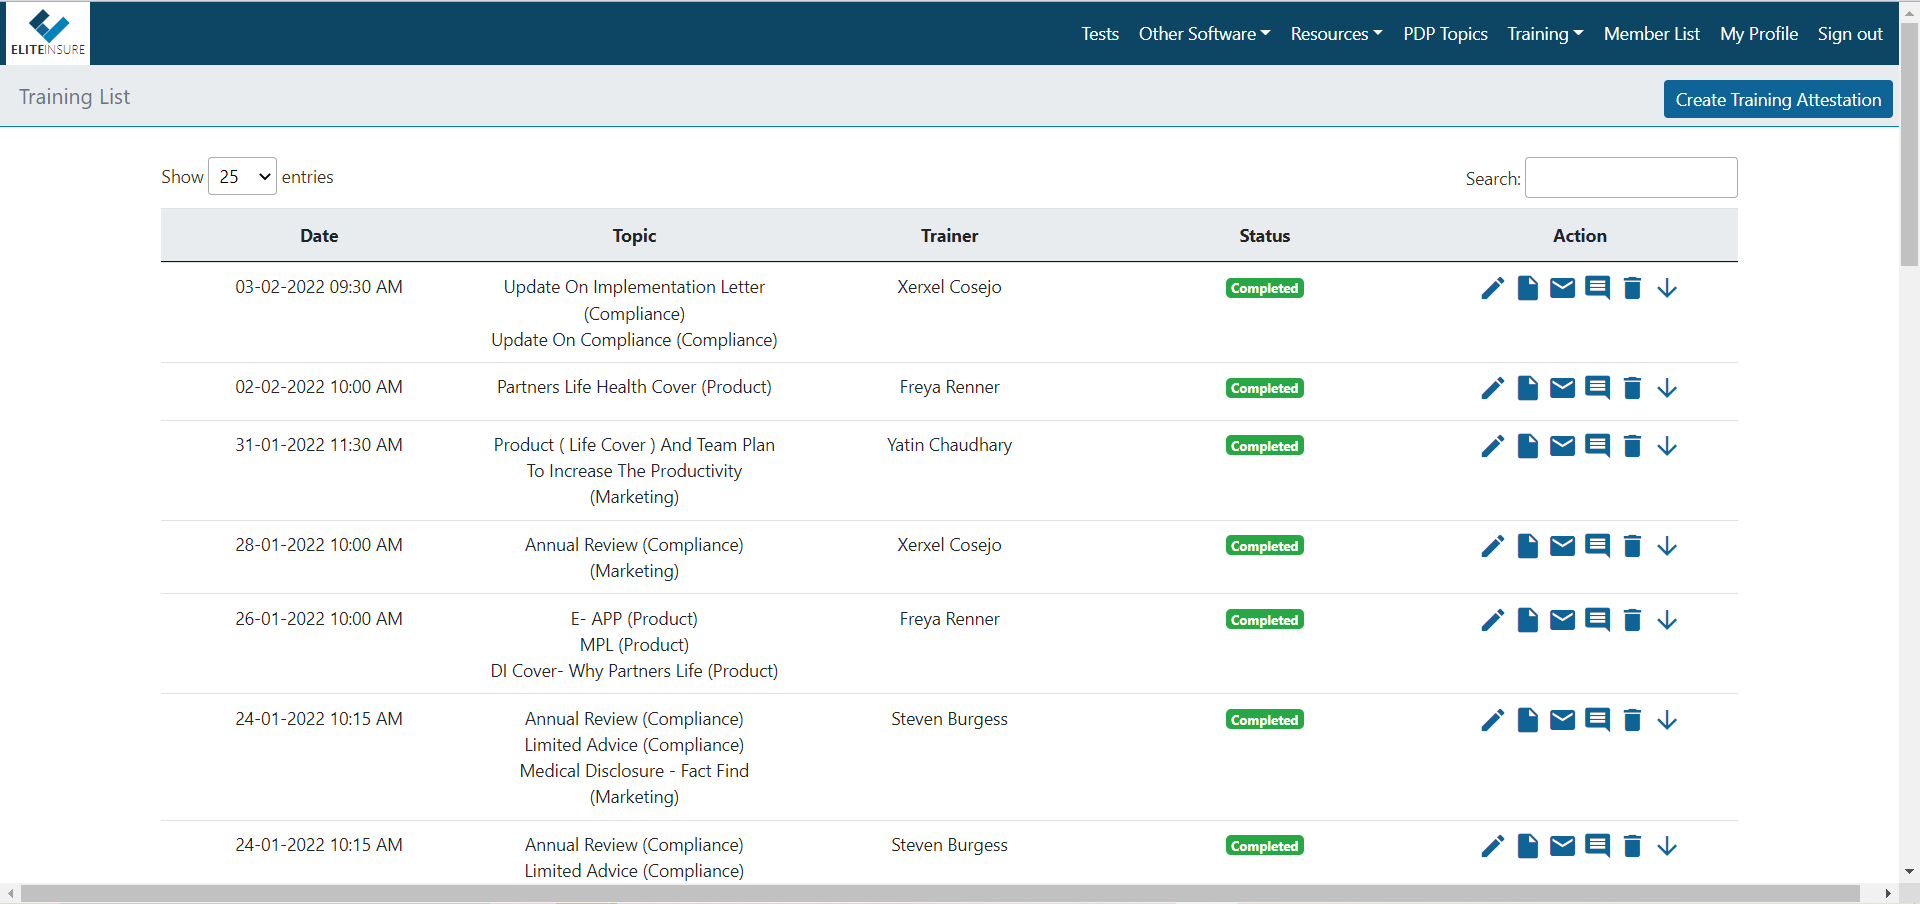 ELITEINSURE
Tests Other Software Resources PDP Topics Training Member List My Profile Sign out
Training List
Create Training Attestation
Show 25 entries
Search:
Date Topic Trainer Status Action
03-02-2022 09:30 AM Update On Implementation Letter Xerxel Cosejo Completed
(Compliance)
Update On Compliance (Compliance)
02-02-2022 10:00 AM Partners Life Health Cover (Product) Freya Renner Completed
31-01-2022 11:30 AM Product ( Life Cover ) And Team Plan Yatin Chaudhary Completed
To Increase The Productivity
(Marketing)
28-01-2022 10:00 AM Annual Review (Compliance) Xerxel Cosejo Completed
(Marketing)
26-01-2022 10:00 AM E- APP (Product) Freya Renner Completed
MPL (Product)
DI Cover- Why Partners Life (Product)
24-01-2022 10:15 AM Annual Review (Compliance) Steven Burgess Completed
Limited Advice (Compliance)
Medical Disclosure - Fact Find
(Marketing)
24-01-2022 10:15 AM Annual Review (Compliance) Steven Burgess Completed
Limited Advice (Compliance)